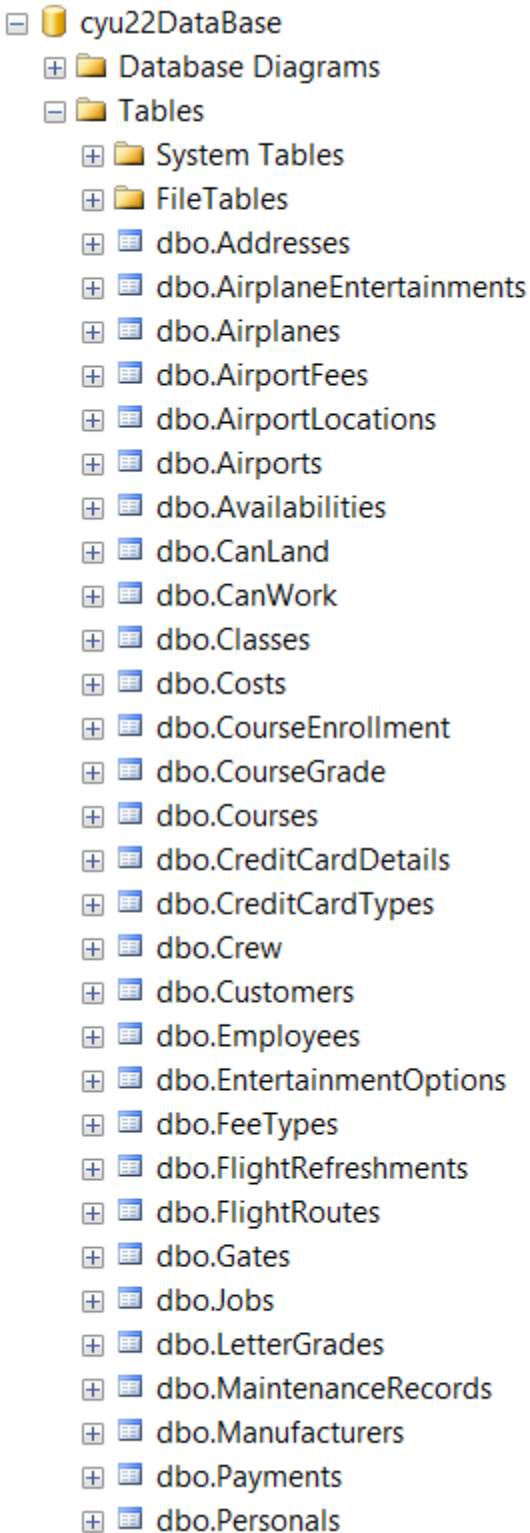 cyu22DataBase
Database Diagrams
Tables
System Tables
FileTables
dbo.Addresses
dbo.AirplaneEntertainments
dbo.Airplanes
dbo.AirportFees
dbo.AirportLocations
dbo.Airports
dbo.Availabilities
dbo.CanLand
dbo.CanWork
dbo.Classes
dbo.Costs
dbo.CourseEnrollment
dbo.CourseGrade
dbo.Courses
dbo.CreditCardDetails
dbo.CreditCardTypes
dbo.Crew
dbo.Customers
dbo.Employees
dbo.EntertainmentOptions
dbo.FeeTypes
dbo.FlightRefreshments
dbo.FlightRoutes
dbo.Gates
dbo.Jobs
dbo.LetterGrades
dbo.MaintenanceRecords
dbo.Manufacturers
dbo.Payments
dbo.Personals